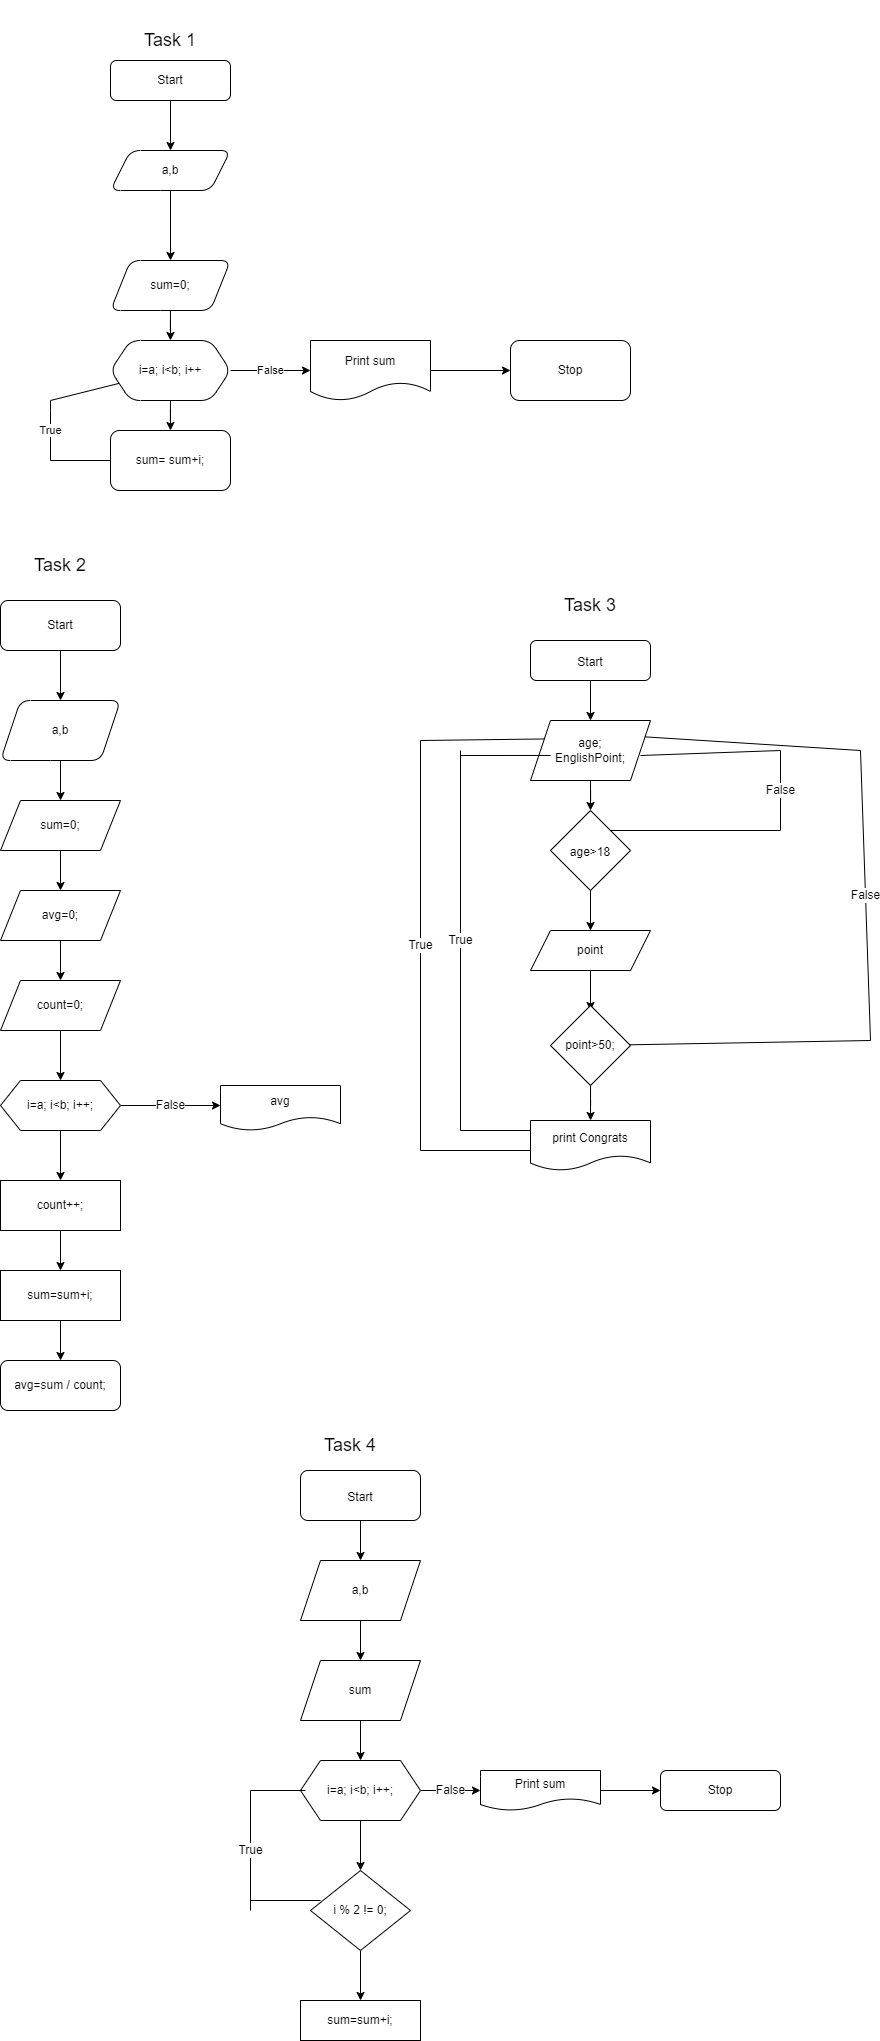 Task 1
Start
a,b
sum=0;
i=a; i<b; i++
False
Print sum
Stop
True
sum= sum+i;
Task 2
Start
a,b
sum=0;
avg=0;
count=0;
i=a; i<b; i++;
False
avg
count++;
sum=sum+i;
avg=sum / count;
Task 3
Start
age;
EnglishPoint;
False
age>18
False
True
True
point
point>50;
print Congrats
Task 4
Start
a,b
sum
i=a; i<b; i++;
False
Print sum
Stop
True
i % 2 != 0;
sum=sum+i;